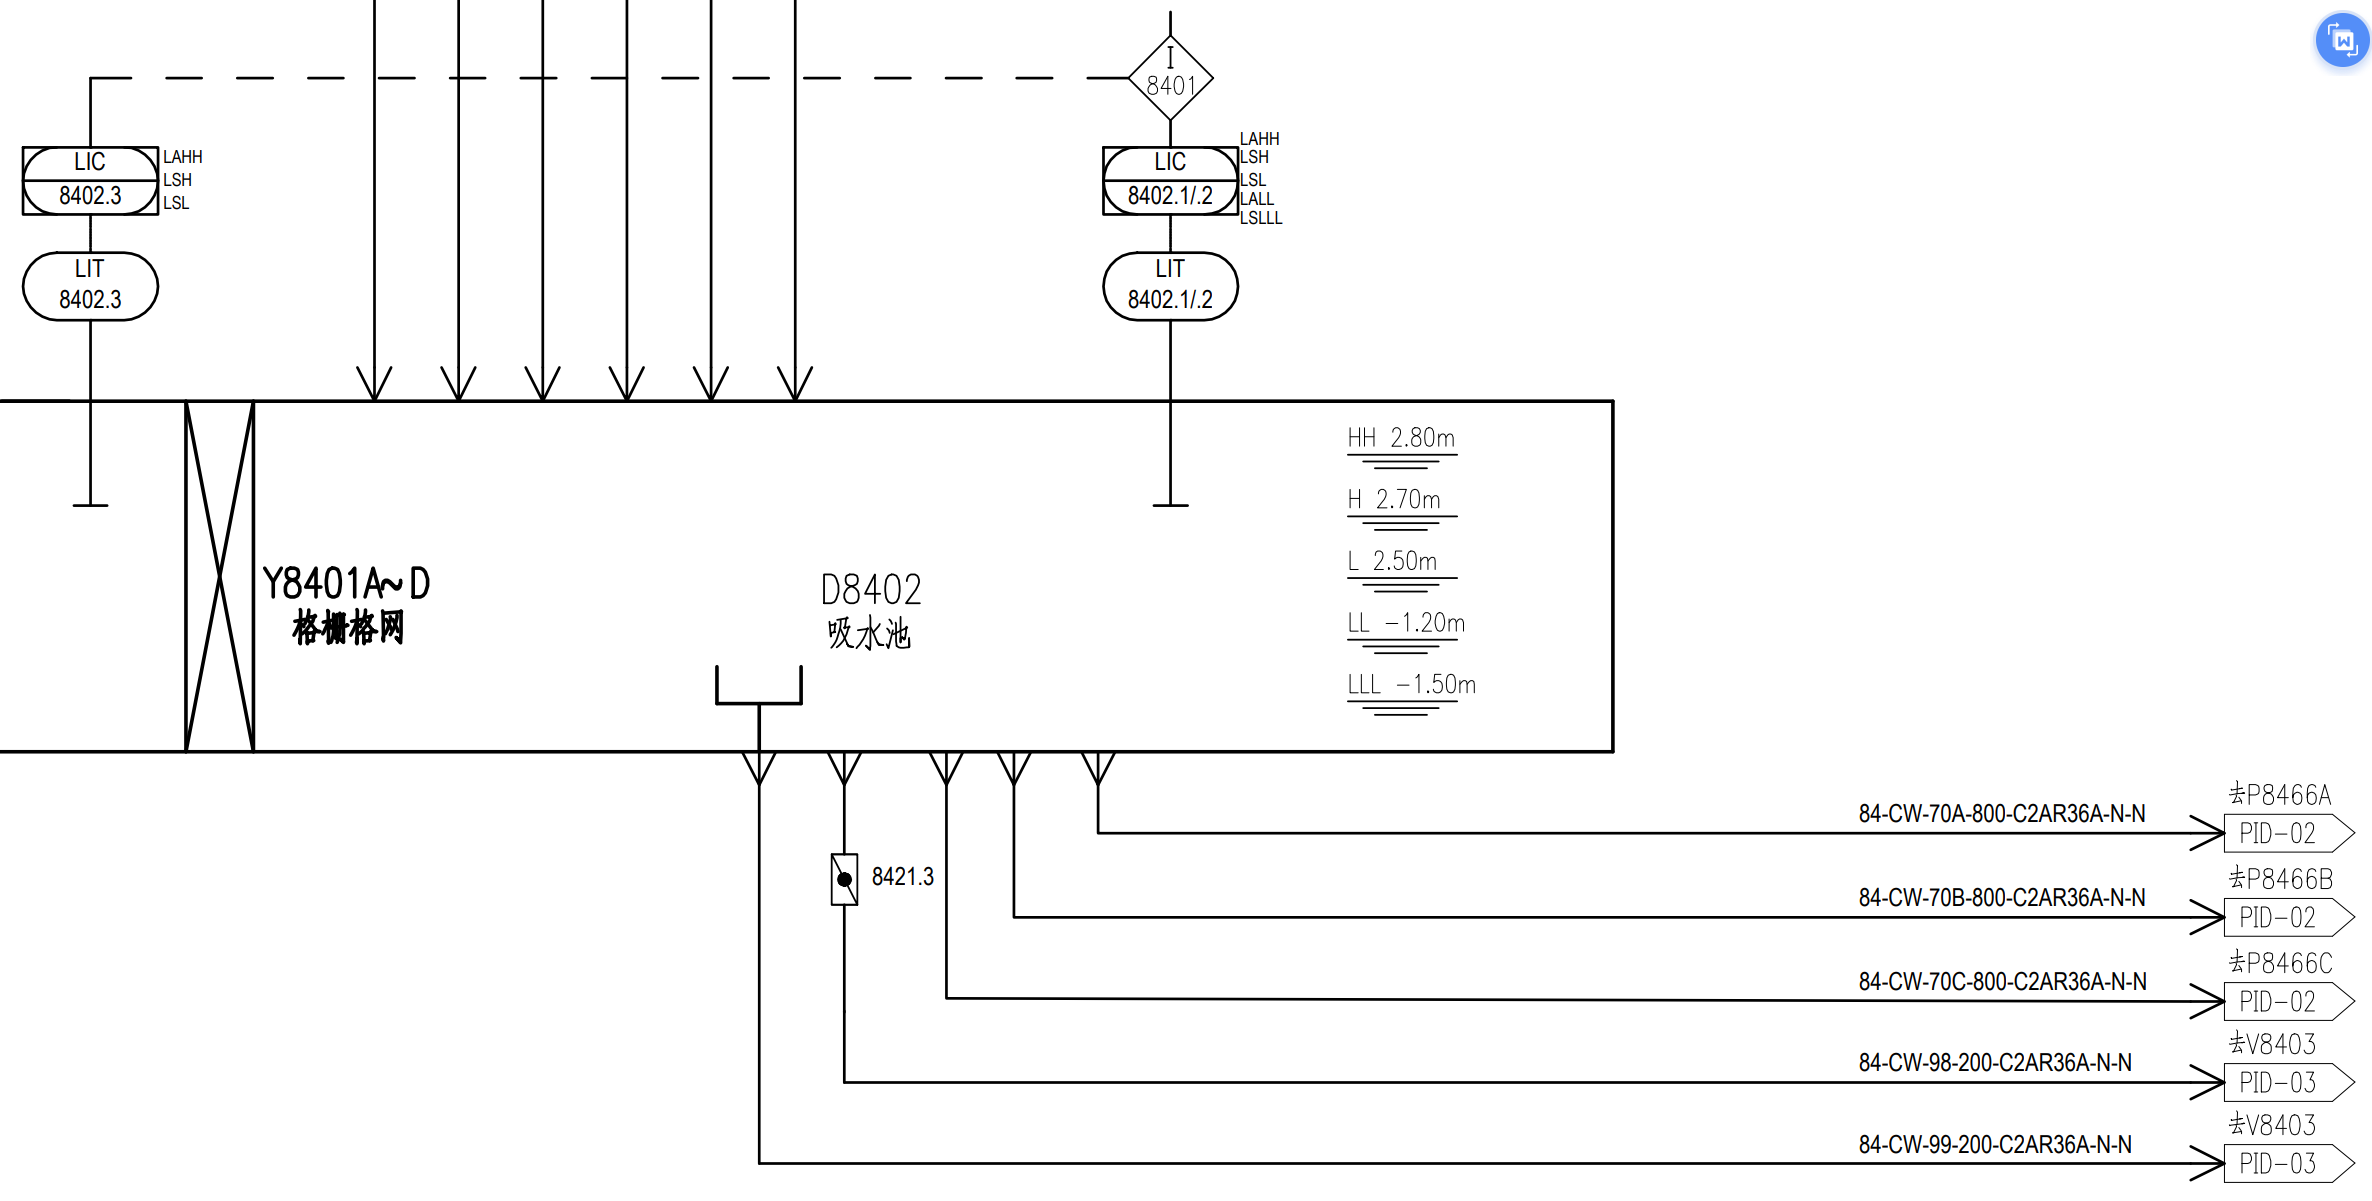 I
8401
LIC
8402.3
LAHH
LSH
LSL
LIC
8402.1/.2
LAHH
LSH
LSL
LALL
LSLLL
LIT
8402.3
LIT
8402.1/.2
HH 2.80m
H 2.70m
L 2.50m
LL -1.20m
LLL -1.50m
Y8401A~D
格栅格网
D8402
吸水池
8421.3
84-CW-70A-800-C2AR36A-N-N
去P8466A
PID-02
84-CW-70B-800-C2AR36A-N-N
去P8466B
PID-02
84-CW-70C-800-C2AR36A-N-N
去P8466C
PID-02
84-CW-98-200-C2AR36A-N-N
去V8403
PID-03
84-CW-99-200-C2AR36A-N-N
去V8403
PID-03